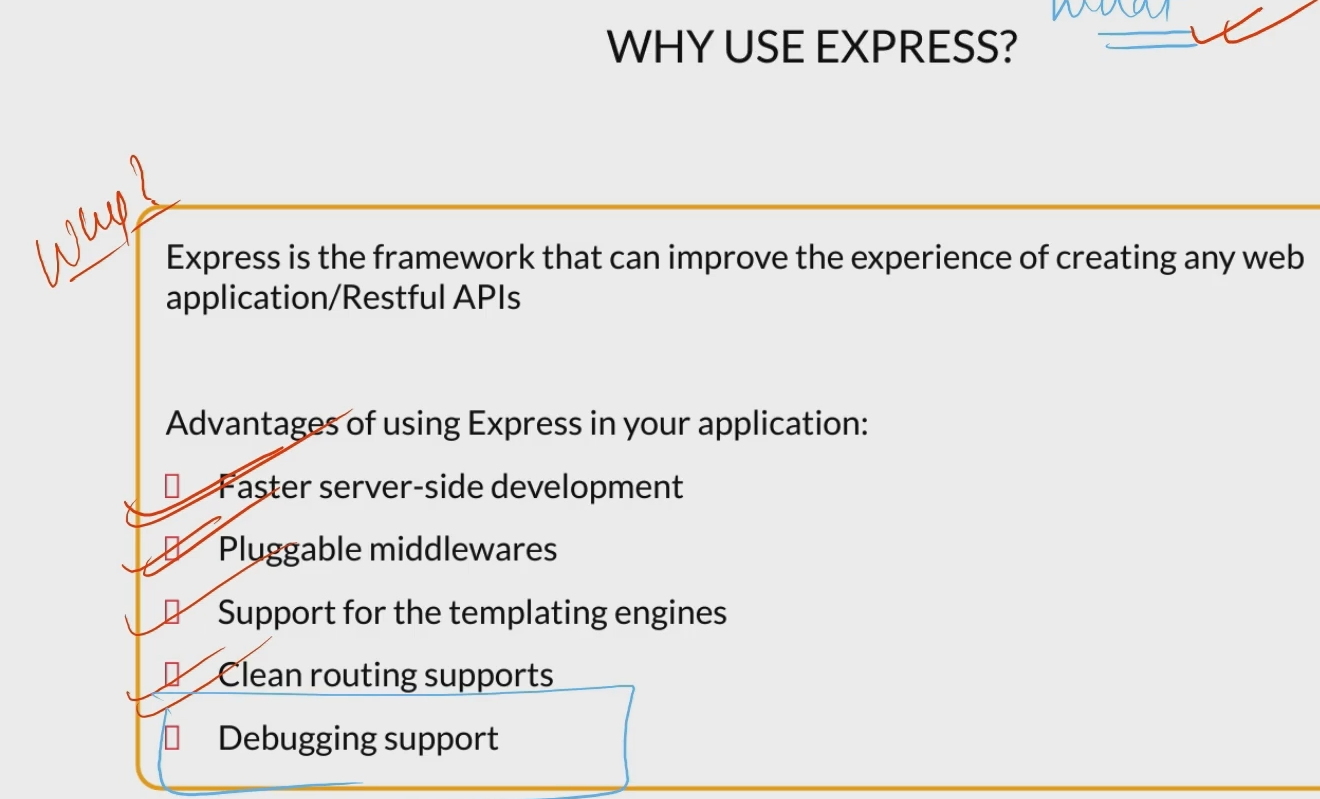 WHY USE EXPRESS?
Why?
Express is the framework that can improve the experience of creating any web
application/Restful APIs
Advantages of using Express in your application:
Faster server-side development
Pluggable middlewares
Support for the templating engines
Clean routing supports
Debugging support